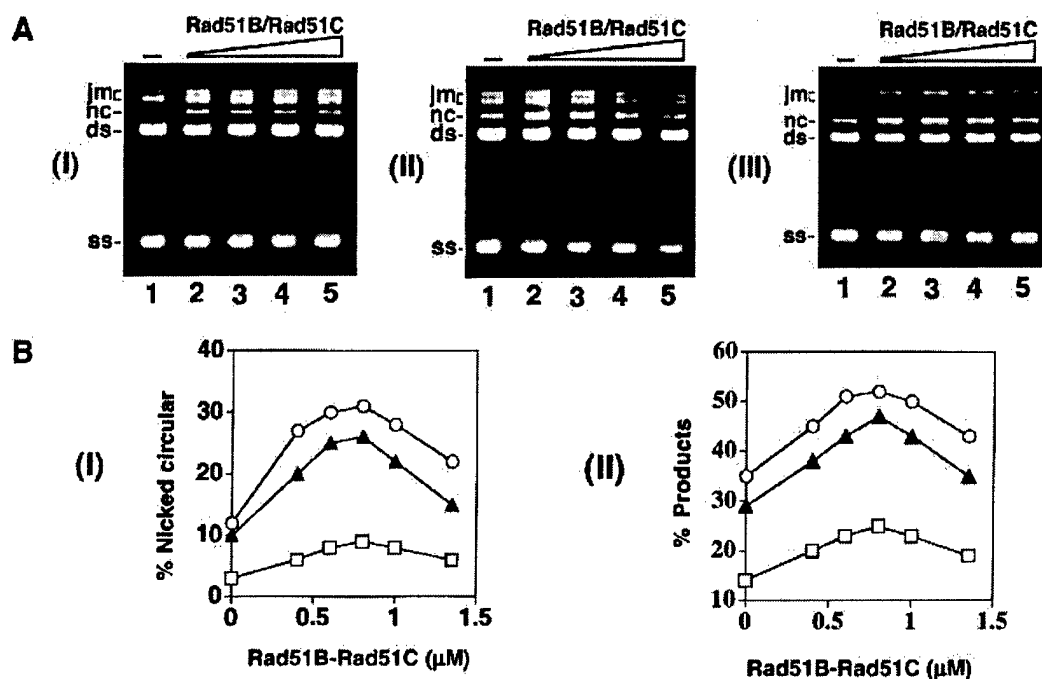 A
Rad51B/Rad51C
Rad51B/Rad51C
Rad51B/Rad51C
jm
nc
ds
ss
(I)
1 2 3 4 5
jm
nc
ds
ss
(II)
1 2 3 4 5
jm
nc
ds
ss
(III)
1 2 3 4 5
B
(I)
% Nicked circular
40
30
20
10
0
0 0.5 1 1.5
Rad51B-Rad51C (μM)
(II)
% Products
60
50
40
30
20
10
0 0.5 1 1.5
Rad51B-Rad51C (μM)